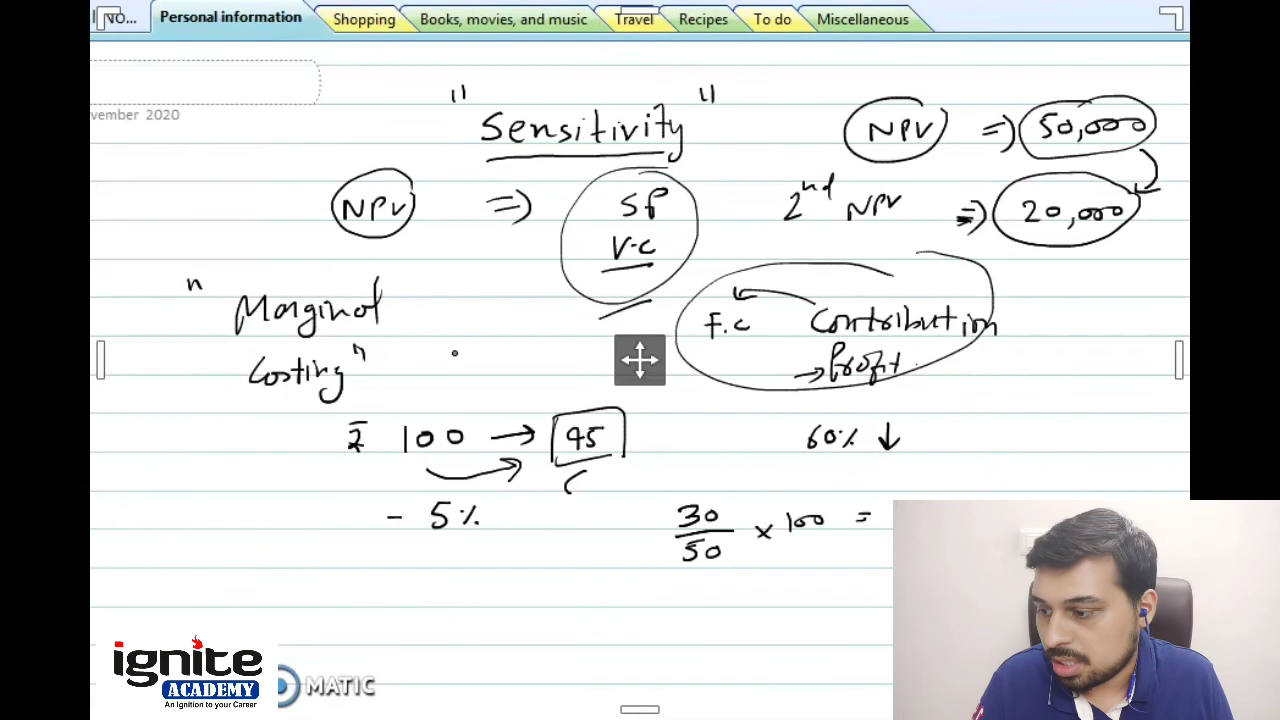 NO...
Personal information
Shopping
Books, movies, and music
Travel
Recipes
To do
Miscellaneous
vember 2020
"Sensitivity"
NPV => 50,000
NPV => SP
V.C
2nd NPV => 20,000
"Marginal
Costing"
F.C Contribution
→ Profit
100 → 95
60% ↓
- 5%
30
50 × 100 =
ignite
ACADEMY
An Ignition to your Career
MATIC